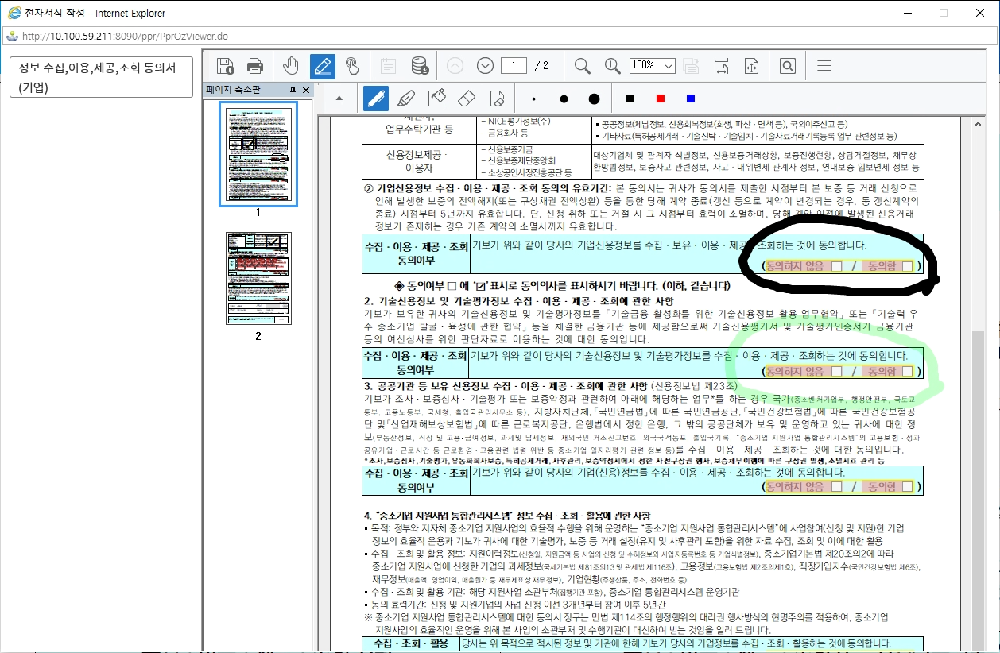 전자서식 작성 - Internet Explorer
http://10.100.59.211:8090/ppr/PprOzViewer.do
정보 수집,이용,제공,조회 동의서
(기업)
1 / 2
100%
페이지 축소판
1
2
업무수탁기관 등
- NICE평가정보(주)
- 금융회사 등
▪ 공공정보(체납정보, 신용회복정보(회생, 파산 · 면책 등), 국외이주신고 등)
▪ 기타자료(특허공제거래 · 기술신탁 · 기술임치 · 기술자료거래기록등록 업무 관련정보 등)
신용정보제공 ·
이용자
- 신용보증기금
- 신용보증재단중앙회
- 소상공인시장진흥공단 등
대상기업체 및 관계자 식별정보, 신용보증거래상황, 보증진행현황, 상담거절정보, 채무상
환방법정보, 보증사고 관련정보, 사고 · 대위변제 관계자 정보, 연대보증 입보면제 정보 등
② 기업신용정보 수집 · 이용 · 제공 · 조회 동의의 유효기간: 본 동의서는 귀사가 동의서를 제출한 시점부터 본 보증 등 거래 신청으로
인해 발생한 보증의 전액해지(또는 구상채권 전액상환) 등을 통한 당해 계약 종료(갱신 등으로 계약이 변경되는 경우, 동 갱신계약의
종료) 시점부터 5년까지 유효합니다. 단, 신청 취하 또는 거절 시 그 시점부터 효력이 소멸하며, 당해 계약 이전에 발생된 신용거래
정보가 존재하는 경우 기존 계약의 소멸시까지 유효합니다.
수집 · 이용 · 제공 · 조회
동의여부
기보가 위와 같이 당사의 기업신용정보를 수집 · 보유 · 이용 · 제공 · 조회하는 것에 동의합니다.
(동의하지 않음 □ / 동의함 □ )
◈ 동의여부 □ 에 '☑'표시로 동의의사를 표시하시기 바랍니다. (이하, 같습니다)
2. 기술신용정보 및 기술평가정보 수집 · 이용 · 제공 · 조회에 관한 사항
기보가 보유한 귀사의 기술신용정보 및 기술평가정보를 「기술금융 활성화를 위한 기술신용정보 활용 업무협약」 또는 「기술력 우
수 중소기업 발굴 · 육성에 관한 협약」 등을 체결한 금융기관 등에 제공함으로써 기술신용평가서 및 기술평가인증서가 금융기관
등의 여신심사를 위한 판단자료로 이용하는 것에 대한 동의입니다.
수집 · 이용 · 제공 · 조회
동의여부
기보가 위와 같이 당사의 기술신용정보 및 기술평가정보를 수집 · 이용 · 제공 · 조회하는 것에 동의합니다.
(동의하지 않음 □ / 동의함 □ )
3. 공공기관 등 보유 신용정보 수집 · 이용 · 제공 · 조회에 관한 사항 (신용정보법 제23조)
기보가 조사 · 보증심사 · 기술평가 또는 보증약정과 관련하여 아래에 해당하는 업무*를 하는 경우 국가(중소벤처기업부, 행정안전부, 국토교
통부, 고용노동부, 국세청, 출입국관리사무소 등), 지방자치단체,「국민연금법」에 따른 국민연금공단,「국민건강보험법」에 따른 국민건강보험공
단 및「산업재해보상보험법」에 따른 근로복지공단, 은행법에서 정한 은행, 그 밖의 공공단체가 보유 및 운영하고 있는 귀사에 대한 정
보(부동산정보, 직장 및 고용·급여정보, 과세및 납세정보, 재외국민 거소신고번호, 외국국적동포, 출입국기록, "중소기업 지원사업 통합관리시스템"의 고용보험 · 성과
공유기업 · 근로시간 등 근로환경 · 고용관련 법령 위반 등 중소기업 일자리평가 관련 정보 등)를 수집 · 이용 · 제공 · 조회하는 것에 대한 동의입니다.
*조사,보증심사,기술평가,유동화회사보증,특허공제거래,사후관리,보증약정시에서 정한 사전구상권 행사,보증채무이행에 따른 구상권 발생,소멸시효 관리 등
수집 · 이용 · 제공 · 조회
동의여부
기보가 위와 같이 당사의 기업(신용)정보를 수집 · 이용 · 제공 · 조회하는 것에 동의합니다.
(동의하지 않음 □ / 동의함 □ )
4. "중소기업 지원사업 통합관리시스템" 정보 수집 · 조회 · 활용에 관한 사항
▪ 목적: 정부와 지자체 중소기업 지원사업의 효율적 수행을 위해 운영하는 "중소기업 지원사업 통합관리시스템"에 사업참여(신청 및 지원)한 기업
정보의 효율적 운용과 기보가 귀사에 대한 기술평가, 보증 등 거래 설정(유지 및 사후관리 포함)을 위한 자료 수집, 조회 및 이에 대한 활용
▪ 수집 · 조회 및 활용 정보: 지원이력정보(신청일, 지원금액 등 사업의 신청 및 수혜정보와 사업자등록번호 등 기업식별정보), 중소기업기본법 제20조의2에 따라
중소기업 지원사업에 신청한 기업의 과세정보(국세기본법 제81조의13 및 관세법 제116조), 고용정보(고용보험법 제2조의제1호), 직장가입자수(국민건강보험법 제6조),
재무정보(매출액, 영업이익, 매출원가 등 재무제표상 재무정보), 기업현황(주생산품, 주소, 전화번호 등)
▪ 수집 · 조회 및 활용 기관: 해당 지원사업 소관부처(집행기관 포함), 중소기업 통합관리시스템 운영기관
▪ 동의 효력기간: 신청 및 지원기업의 사업 신청 이전 3개년부터 참여 이후 5년간
※ 중소기업 지원사업 통합관리시스템에 대한 동의서 징구는 민법 제114조의 행정행위의 대리권 행사방식의 현명주의를 적용하여, 중소기업
지원사업의 효율적인 운영을 위해 본 사업의 소관부처 및 수행기관이 대신하여 받는 것임을 알려 드립니다.
수집 · 조회 · 활용
당사는 위 목적으로 적시된 정보 및 기관에 한해 기보가 당사의 기업정보를 수집 · 조회 · 활용하는 것에 동의합니다.